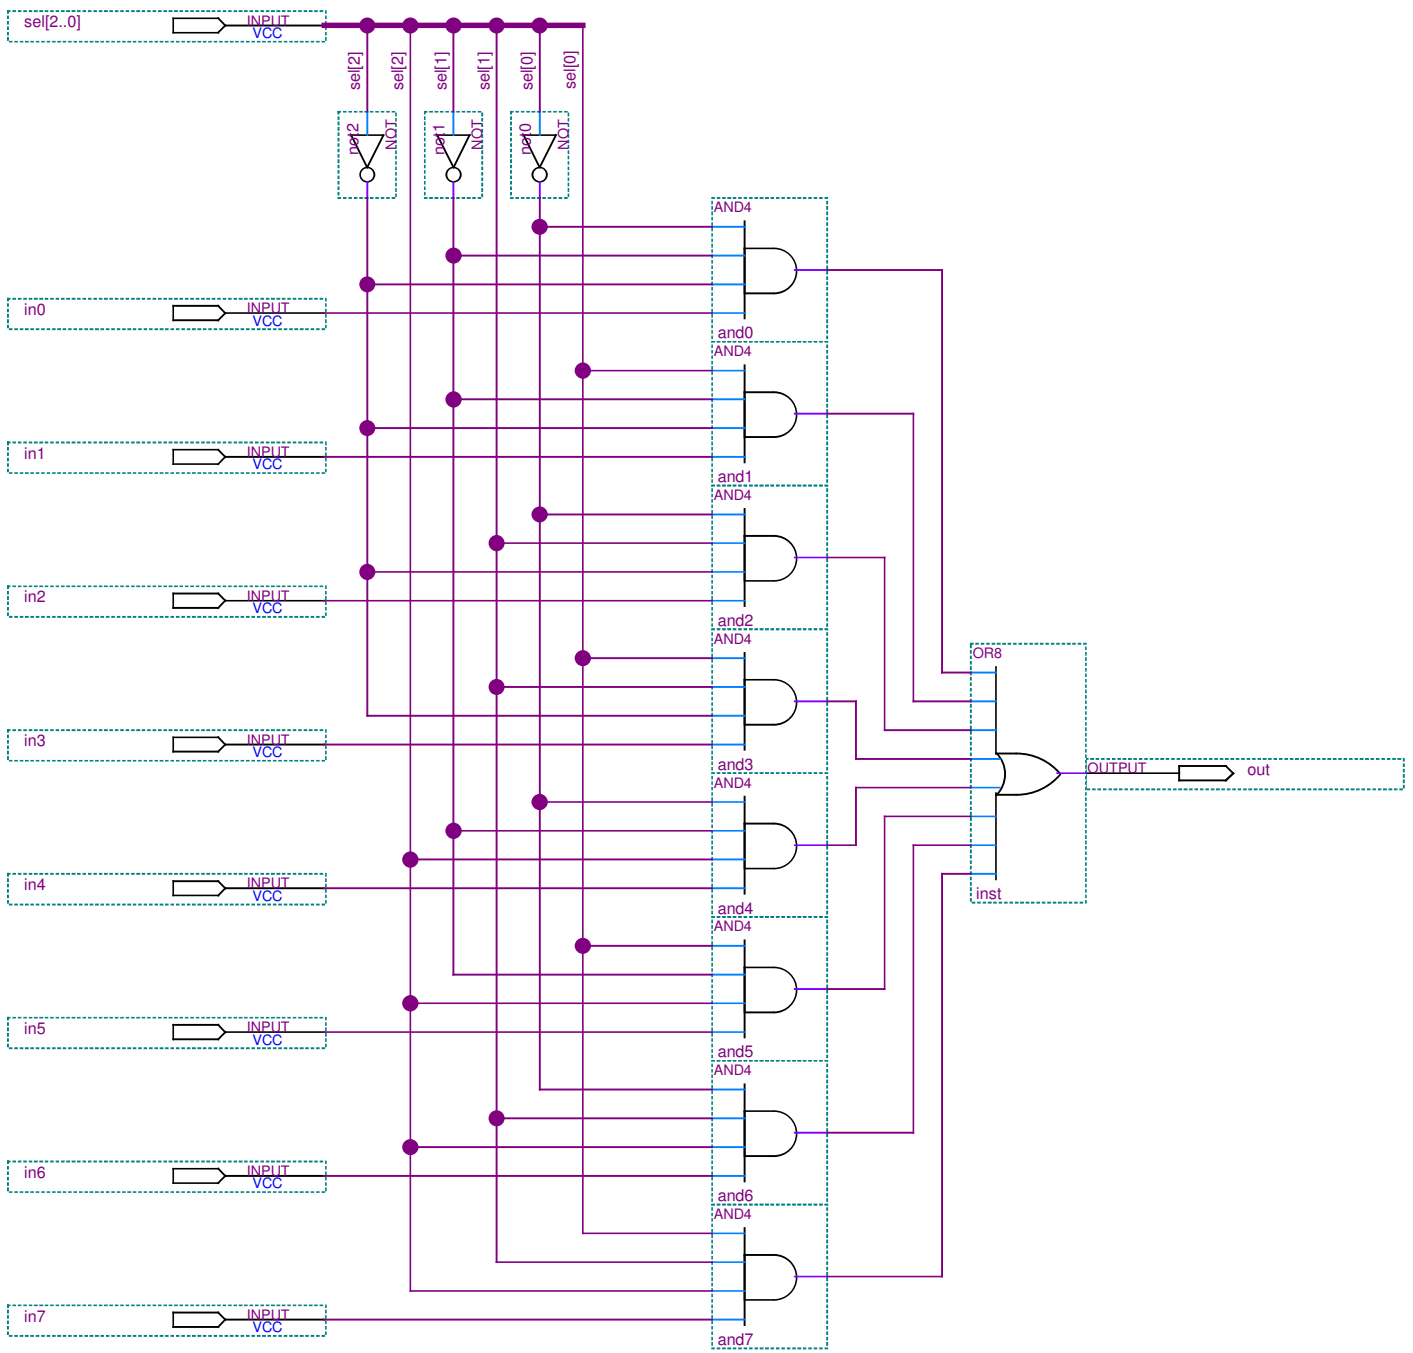 sel[2..0]
INPUT
VCC
sel[2]
sel[2]
sel[1]
sel[1]
sel[0]
sel[0]
not2
NOT
not1
NOT
not0
NOT
AND4
in0
INPUT
VCC
and0
AND4
in1
INPUT
VCC
and1
AND4
in2
INPUT
VCC
and2
AND4
in3
INPUT
VCC
and3
AND4
in4
INPUT
VCC
and4
AND4
in5
INPUT
VCC
and5
AND4
in6
INPUT
VCC
and6
AND4
in7
INPUT
VCC
and7
OR8
inst
OUTPUT
out